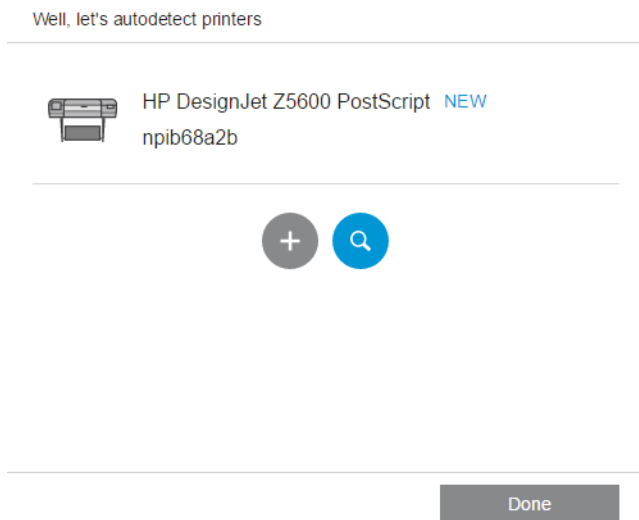 Well, let's autodetect printers
HP DesignJet Z5600 PostScript NEW
npib68a2b
Done